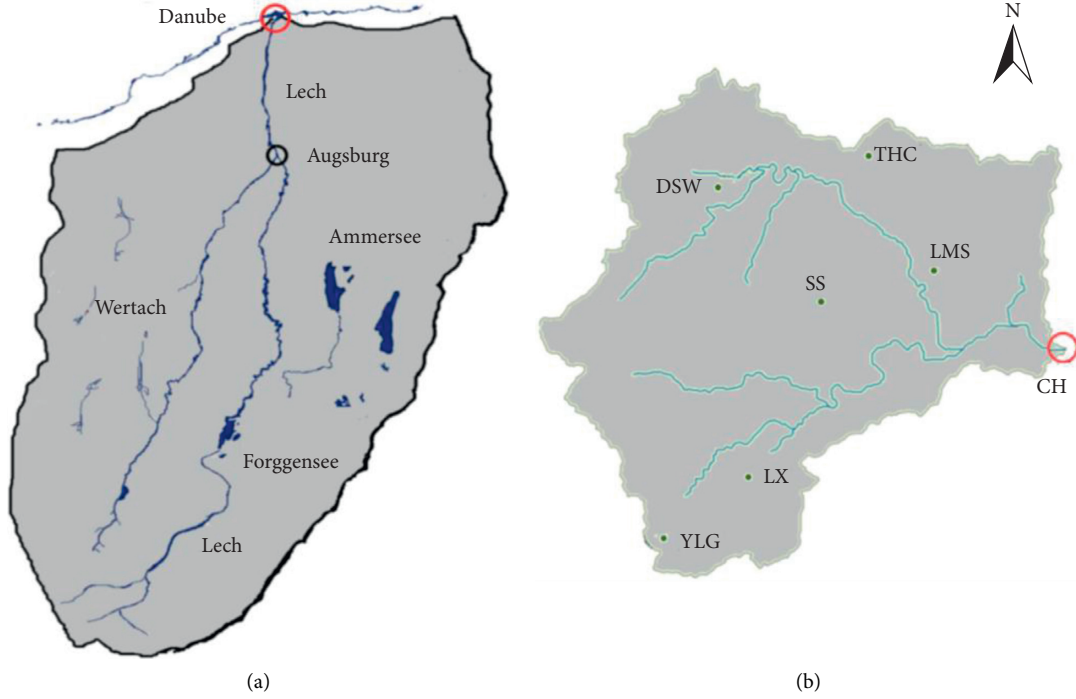 Danube
Lech
Augsburg
Ammersee
Wertach
Forggensee
Lech
(a)
N
THC
DSW
LMS
SS
CH
LX
YLG
(b)